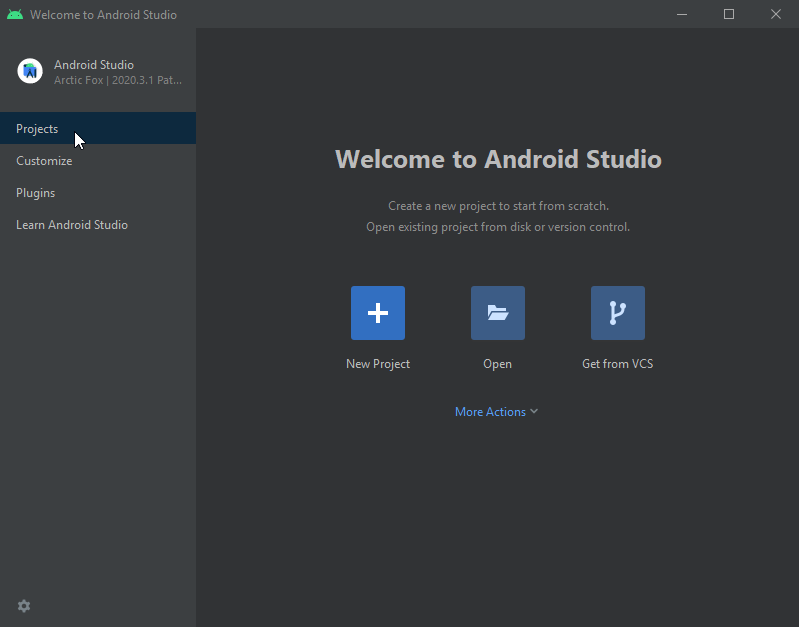 Welcome to Android Studio
Android Studio
Arctic Fox | 2020.3.1 Pat...
Projects
Customize
Plugins
Learn Android Studio
Welcome to Android Studio
Create a new project to start from scratch.
Open existing project from disk or version control.
New Project
Open
Get from VCS
More Actions